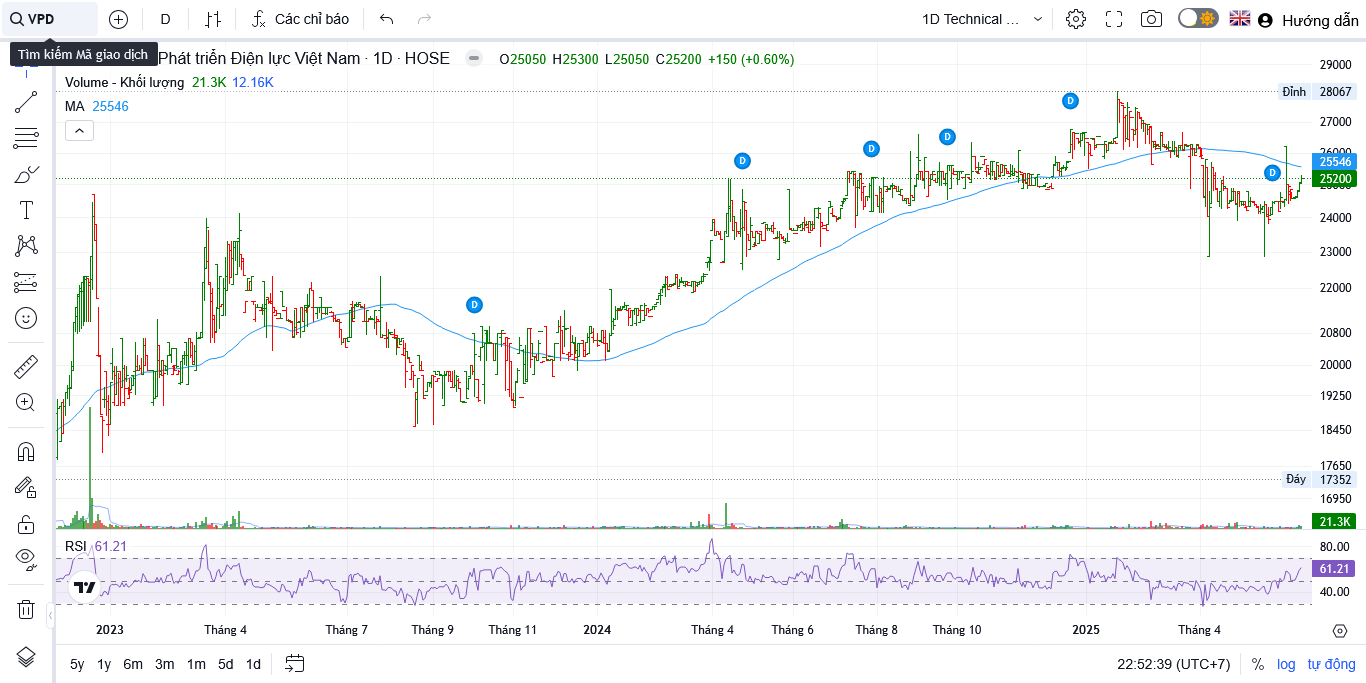 VPD D Các chỉ báo 1D Technical ... Hướng dẫn
Tìm kiếm Mã giao dịch Phát triển Điện lực Việt Nam · 1D · HOSE O25050 H25300 L25050 C25200 +150 (+0.60%)
Volume - Khối lượng 21.3K 12.16K
MA 25546
29000
Đỉnh 28067
27000
26000
25546
25200
25000
24000
23000
22000
20800
20000
19250
18450
17650
Đáy 17352
16950
21.3K
D
D
D
D
D
D
RSI 61.21
80.00
61.21
40.00
2023 Tháng 4 Tháng 7 Tháng 9 Tháng 11 2024 Tháng 4 Tháng 6 Tháng 8 Tháng 10 2025 Tháng 4
5y 1y 6m 3m 1m 5d 1d 22:52:39 (UTC+7) % log tự động